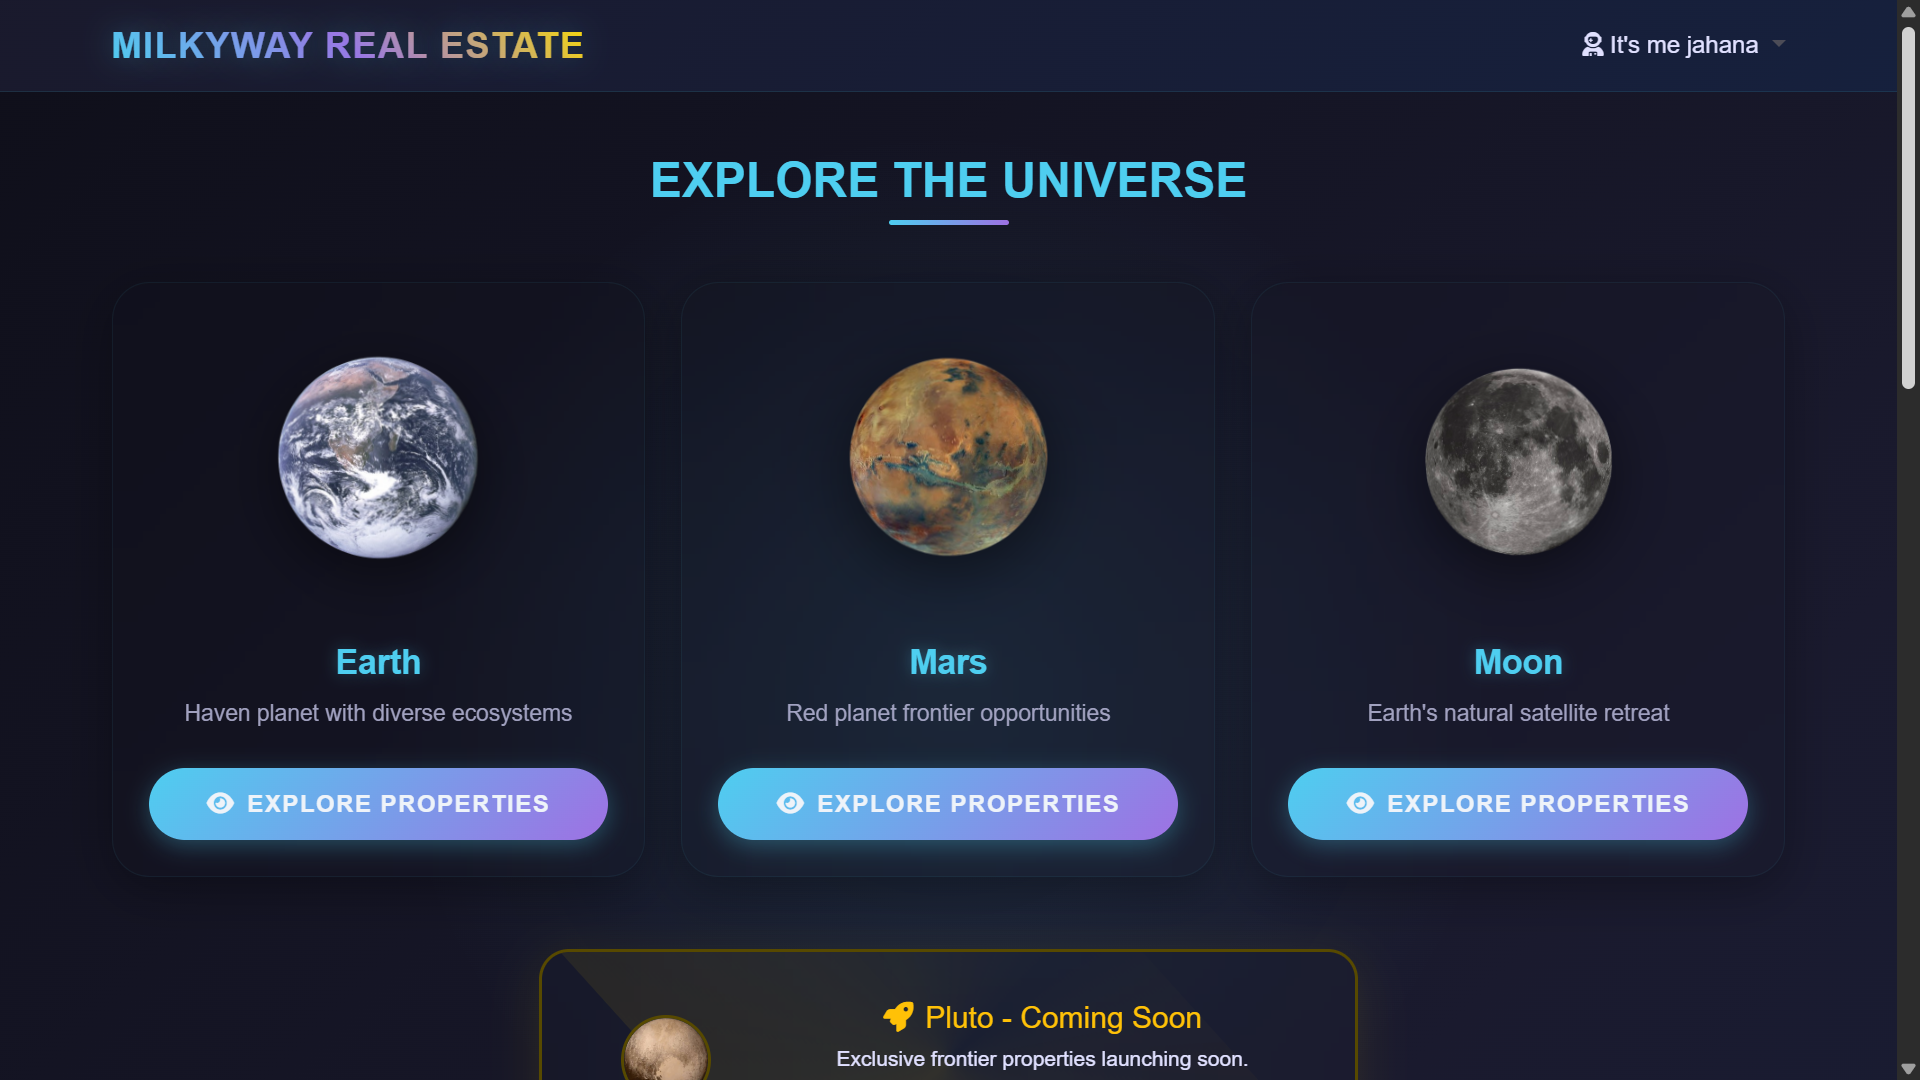 MILKYWAY REAL ESTATE
It's me jahana
EXPLORE THE UNIVERSE
Earth
Haven planet with diverse ecosystems
EXPLORE PROPERTIES
Mars
Red planet frontier opportunities
EXPLORE PROPERTIES
Moon
Earth's natural satellite retreat
EXPLORE PROPERTIES
Pluto - Coming Soon
Exclusive frontier properties launching soon.